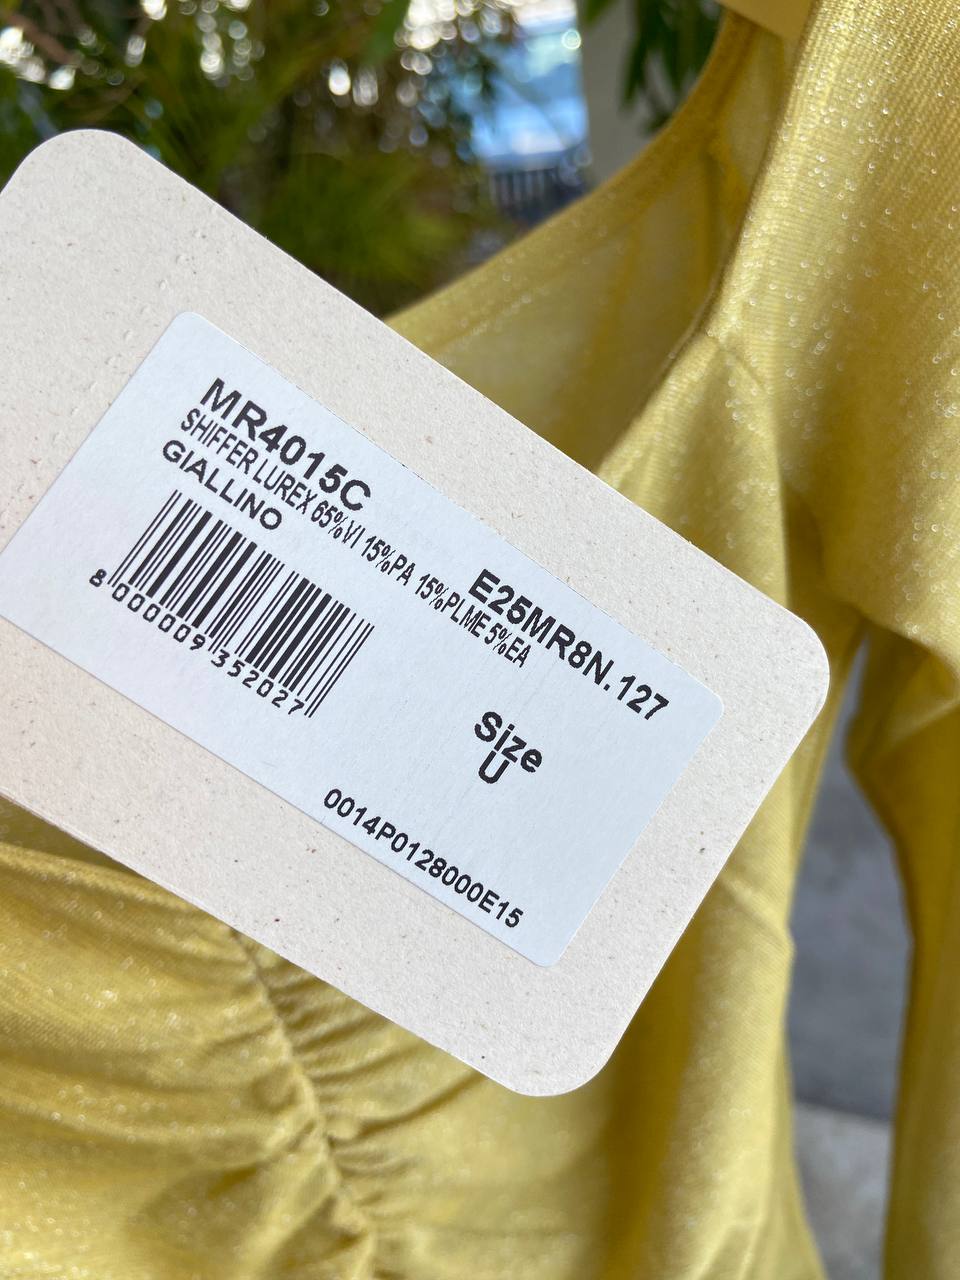 MR4015C
E25MR8N.127
SHIFFER LUREX 65%VI 15%PA 15%PLME 5%EA
GIALLINO
8 000009 352027
Size
U
0014P0128000E15